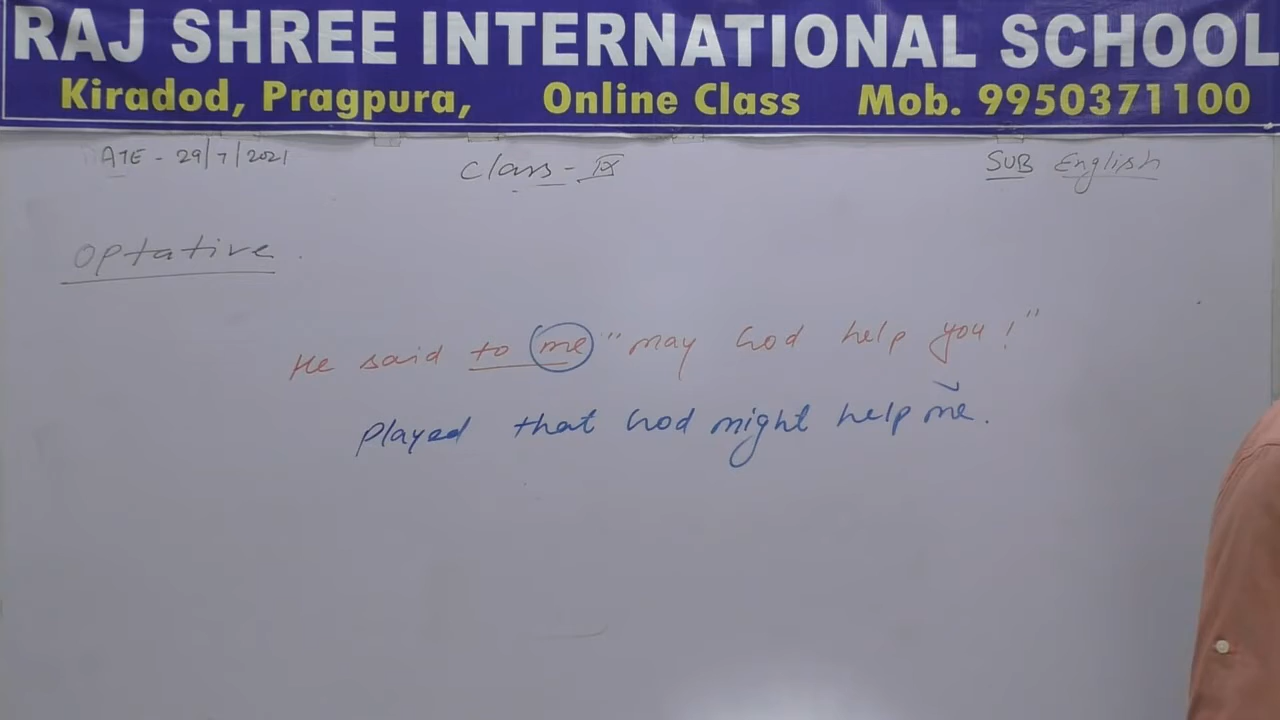 RAJ SHREE INTERNATIONAL SCHOOL
Kiradod, Pragpura, Online Class Mob. 9950371100
ATE - 29/7/2021 Class - IX SUB English
Optative.
He said to me "may God help you!"
Played that God might help me.